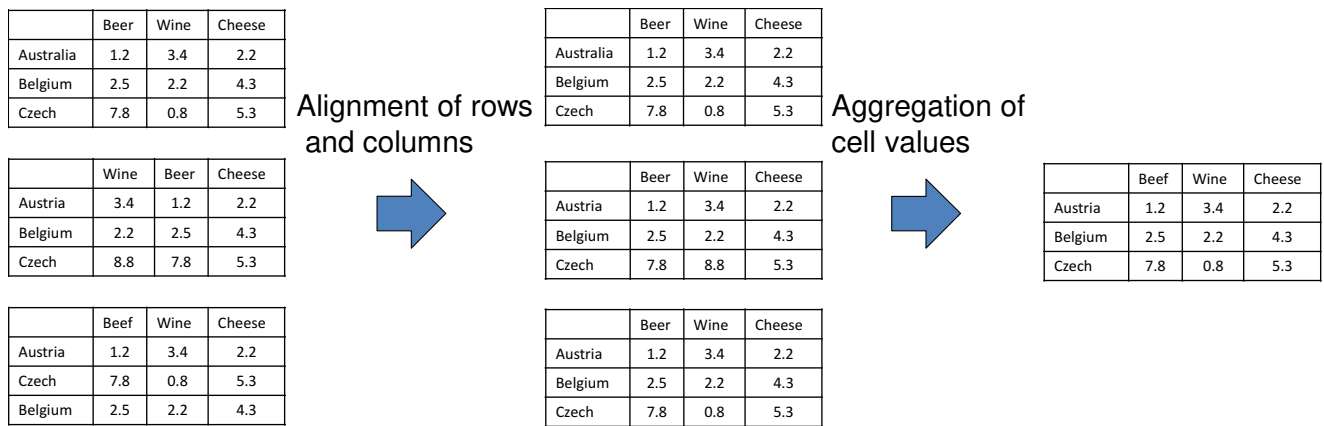 Beer Wine Cheese
Australia 1.2 3.4 2.2
Belgium 2.5 2.2 4.3
Czech 7.8 0.8 5.3
Wine Beer Cheese
Austria 3.4 1.2 2.2
Belgium 2.2 2.5 4.3
Czech 8.8 7.8 5.3
Beef Wine Cheese
Austria 1.2 3.4 2.2
Czech 7.8 0.8 5.3
Belgium 2.5 2.2 4.3
Alignment of rows
and columns
Beer Wine Cheese
Australia 1.2 3.4 2.2
Belgium 2.5 2.2 4.3
Czech 7.8 0.8 5.3
Beer Wine Cheese
Austria 1.2 3.4 2.2
Belgium 2.5 2.2 4.3
Czech 7.8 8.8 5.3
Beer Wine Cheese
Austria 1.2 3.4 2.2
Belgium 2.5 2.2 4.3
Czech 7.8 0.8 5.3
Aggregation of
cell values
Beef Wine Cheese
Austria 1.2 3.4 2.2
Belgium 2.5 2.2 4.3
Czech 7.8 0.8 5.3